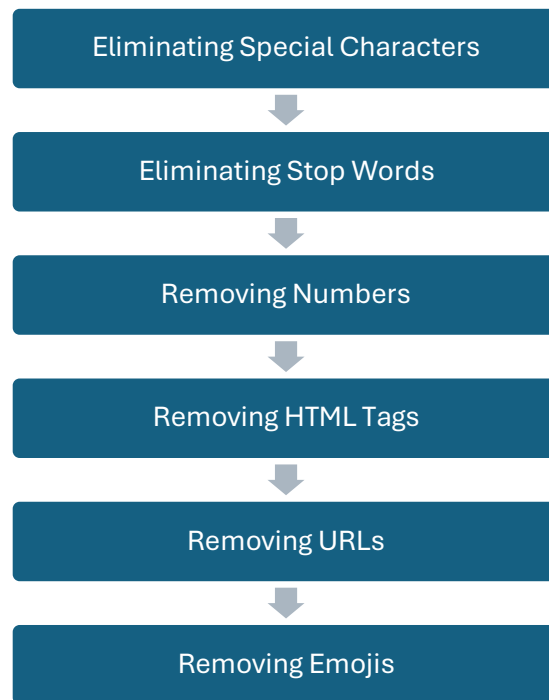 Eliminating Special Characters
Eliminating Stop Words
Removing Numbers
Removing HTML Tags
Removing URLs
Removing Emojis